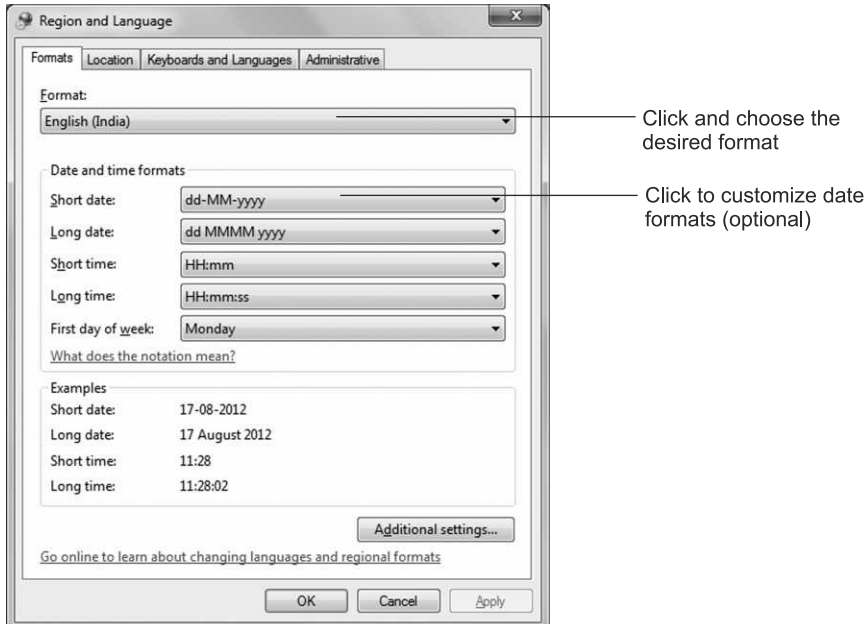 Region and Language
Formats Location Keyboards and Languages Administrative
Format:
English (India)
Click and choose the
desired format
Date and time formats
Short date: dd-MM-yyyy
Click to customize date
formats (optional)
Long date: dd MMMM yyyy
Short time: HH:mm
Long time: HH:mm:ss
First day of week: Monday
What does the notation mean?
Examples
Short date: 17-08-2012
Long date: 17 August 2012
Short time: 11:28
Long time: 11:28:02
Additional settings...
Go online to learn about changing languages and regional formats
OK Cancel Apply